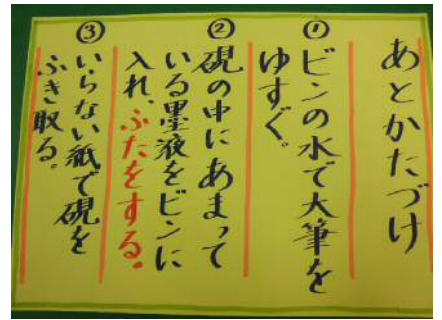 あとかたづけ
①ビンの水で大筆を
ゆすぐ。
②硯の中にあまって
いる墨液をビンに
入れ、ふたをする。
③いらない紙で硯を
ふき取る。